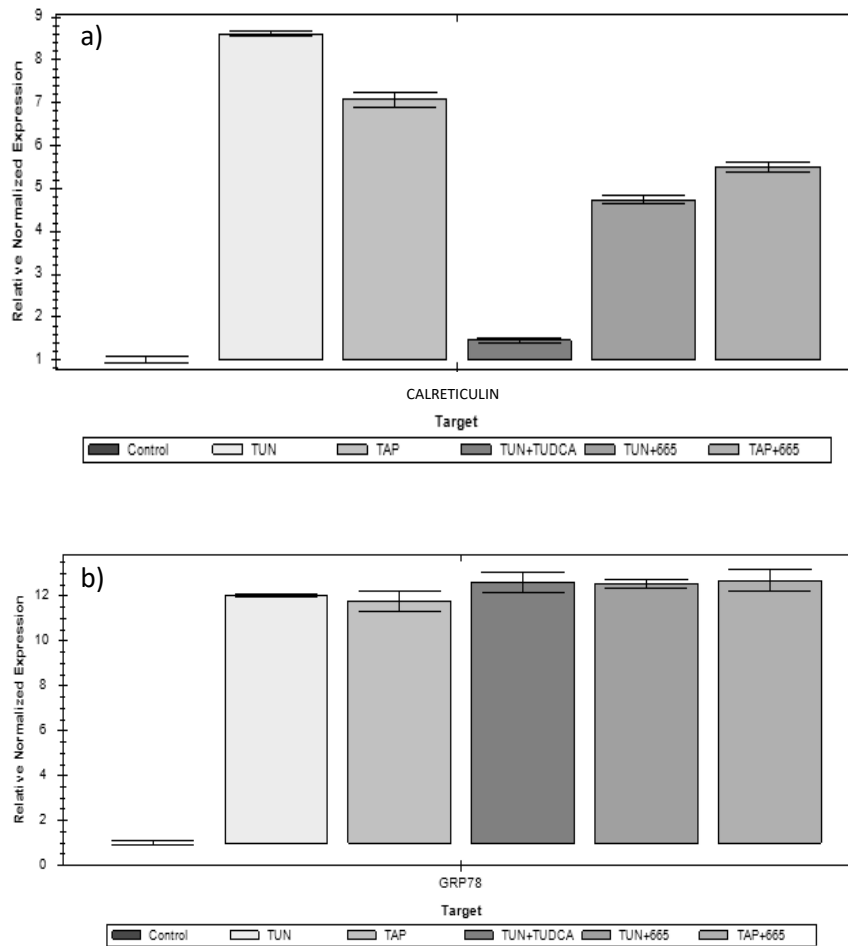 a)
9
8
7
6
5
4
3
2
1
Relative Normalized Expression
CALRETICULIN
Target
Control TUN TAP TUN+TUDCA TUN+665 TAP+665
b)
12
10
8
6
4
2
0
Relative Normalized Expression
GRP78
Target
Control TUN TAP TUN+TUDCA TUN+665 TAP+665